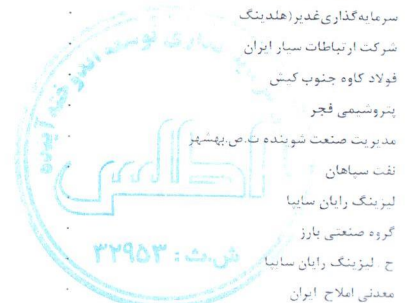 سرمایه‌گذاری‌غدیر(هلدینگ
شرکت ارتباطات سیار ایران
فولاد کاوه جنوب کیش
پتروشیمی فجر
مدیریت صنعت شوینده ت.ص.بهشهر
نفت سپاهان
لیزینگ رایان سایپا
گروه صنعتی بارز
ح . لیزینگ رایان سایپا
معدنی املاح ایران
اطلس
ش.ث: ۳۲۹۵۳